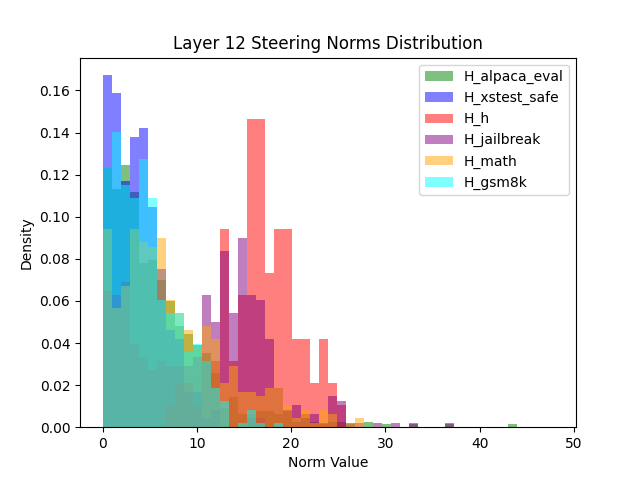 Layer 12 Steering Norms Distribution
H_alpaca_eval
H_xstest_safe
H_h
H_jailbreak
H_math
H_gsm8k
Density
0.16
0.14
0.12
0.10
0.08
0.06
0.04
0.02
0.00
0 10 20 30 40 50
Norm Value